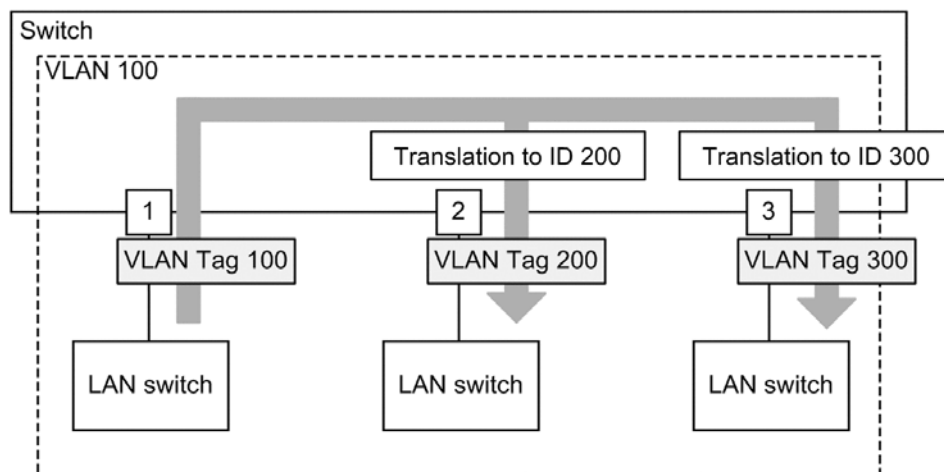 Switch
VLAN 100
Translation to ID 200
Translation to ID 300
1
2
3
VLAN Tag 100
VLAN Tag 200
VLAN Tag 300
LAN switch
LAN switch
LAN switch